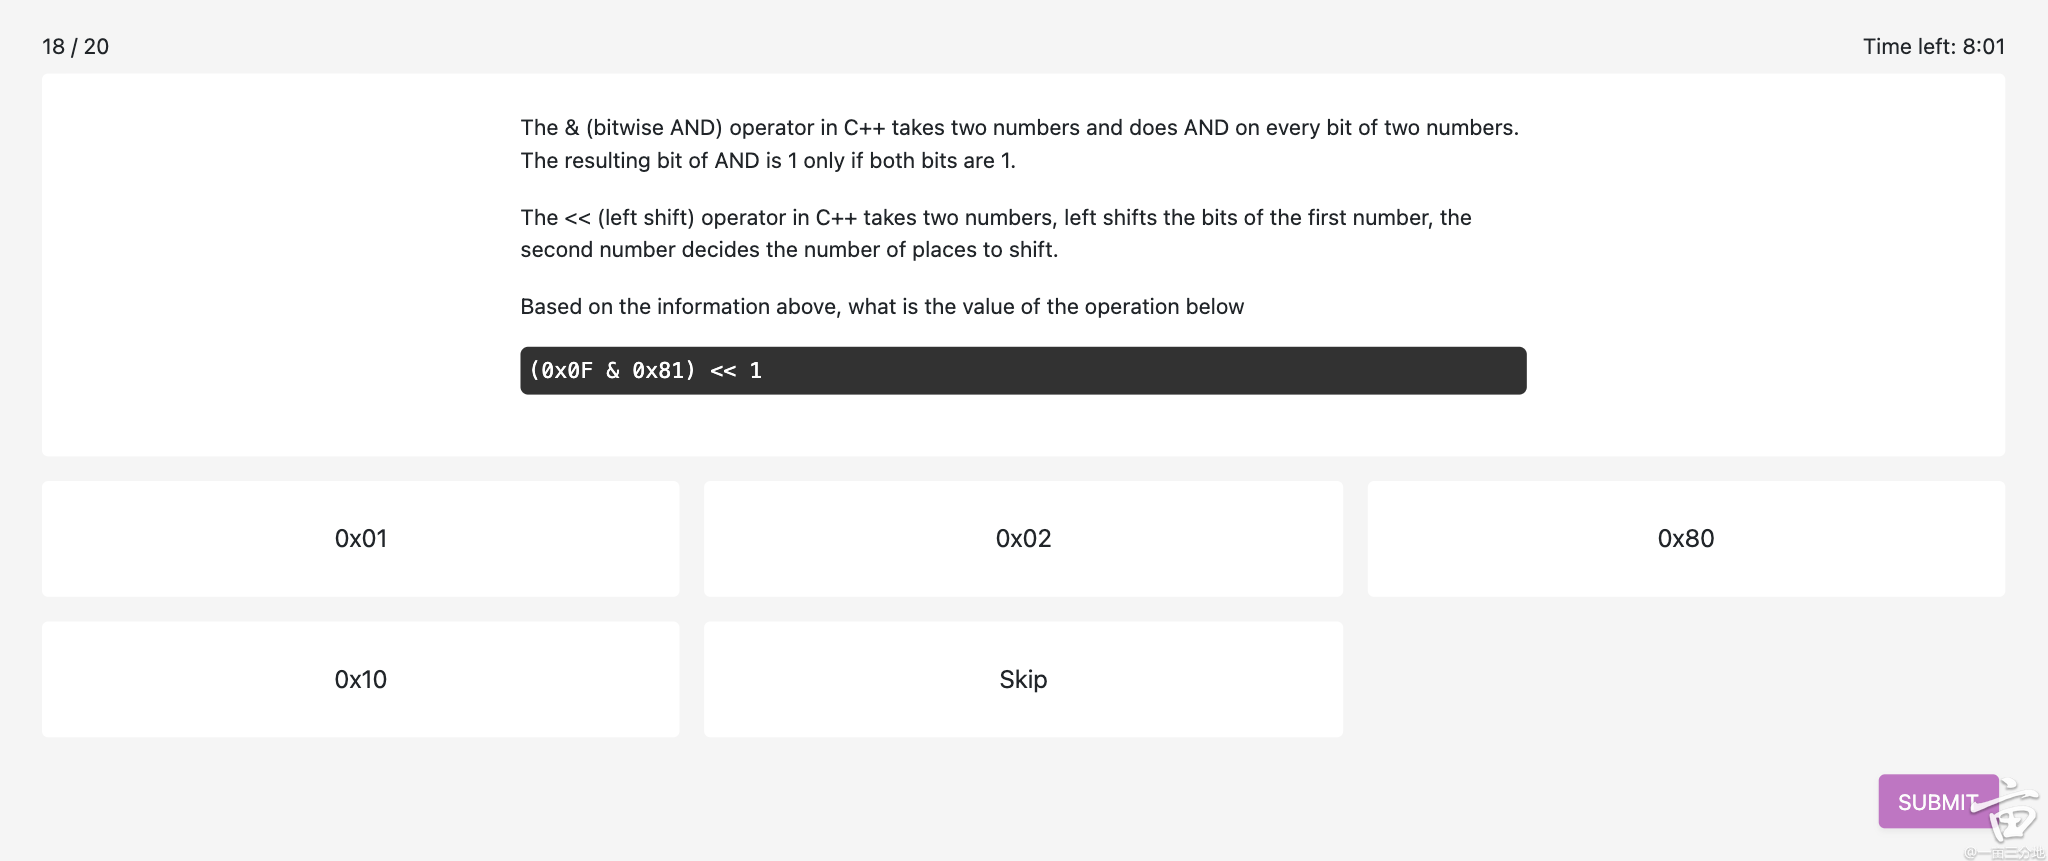 18 / 20
Time left: 8:01
The & (bitwise AND) operator in C++ takes two numbers and does AND on every bit of two numbers.
The resulting bit of AND is 1 only if both bits are 1.
The << (left shift) operator in C++ takes two numbers, left shifts the bits of the first number, the
second number decides the number of places to shift.
Based on the information above, what is the value of the operation below
(0x0F & 0x81) << 1
0x01
0x02
0x80
0x10
Skip
SUBMIT
@一亩三分地